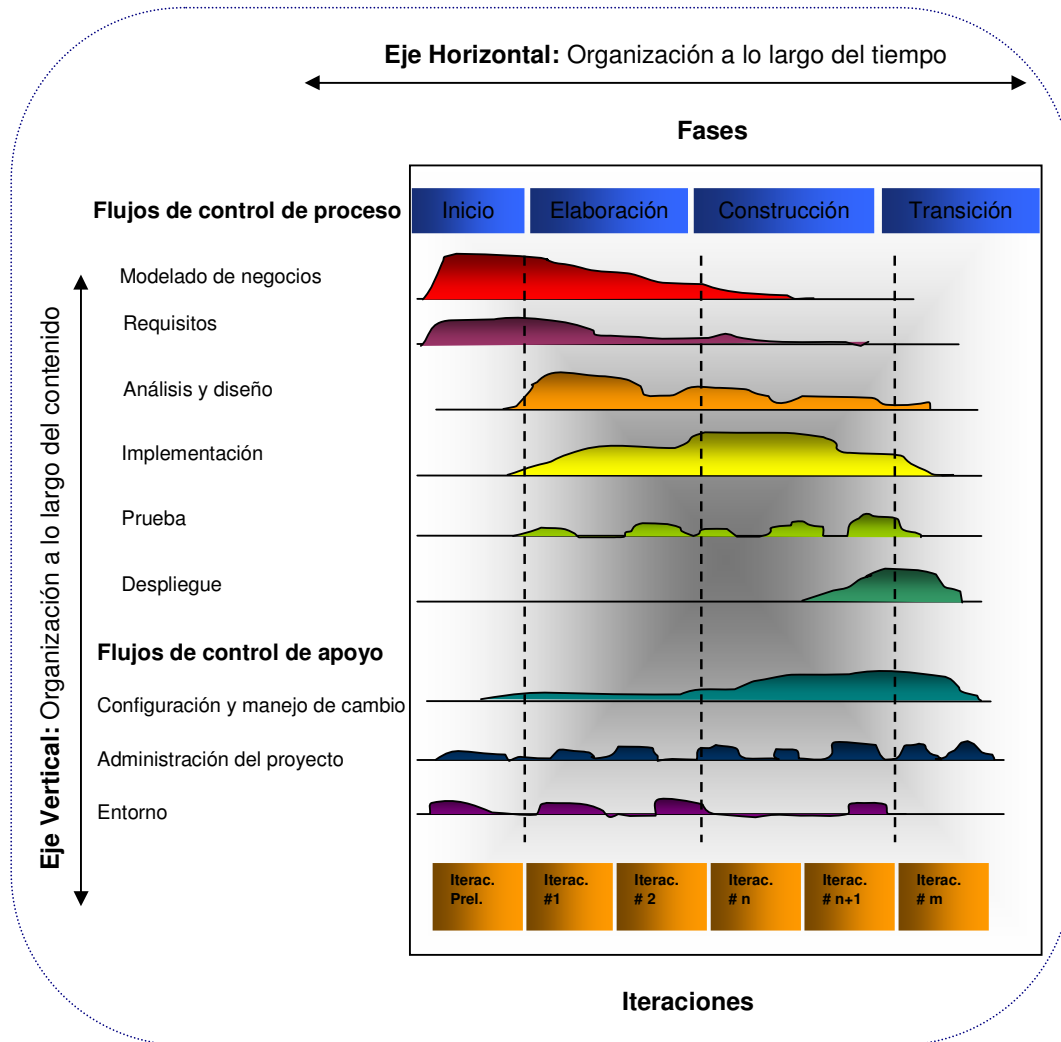 Eje Horizontal: Organización a lo largo del tiempo
Fases
Flujos de control de proceso
Inicio
Elaboración
Construcción
Transición
Eje Vertical: Organización a lo largo del contenido
Modelado de negocios
Requisitos
Análisis y diseño
Implementación
Prueba
Despliegue
Flujos de control de apoyo
Configuración y manejo de cambio
Administración del proyecto
Entorno
Iterac.
Prel.
Iterac.
#1
Iterac.
# 2
Iterac.
# n
Iterac.
# n+1
Iterac.
# m
Iteraciones